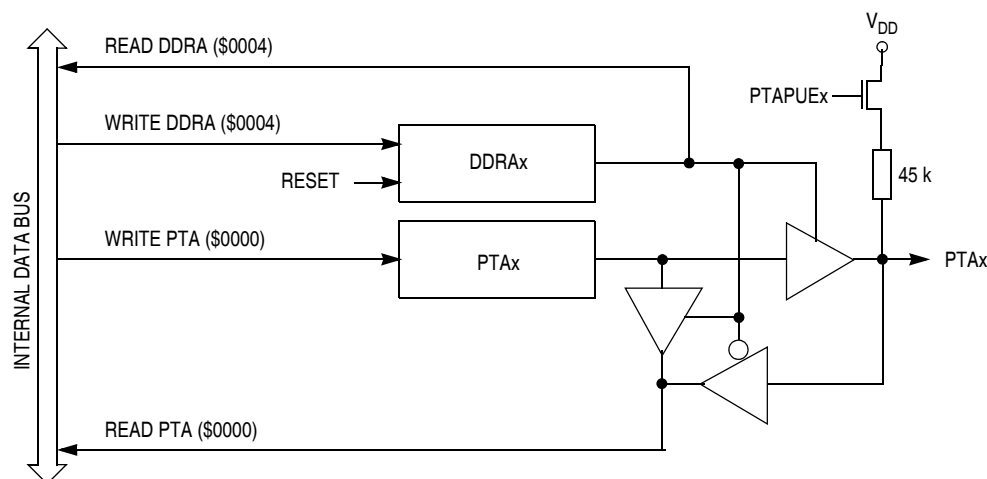 READ DDRA ($0004)
VDD
PTAPUEx
WRITE DDRA ($0004)
DDRAx
RESET
45 k
WRITE PTA ($0000)
PTAx
PTAx
INTERNAL DATA BUS
READ PTA ($0000)